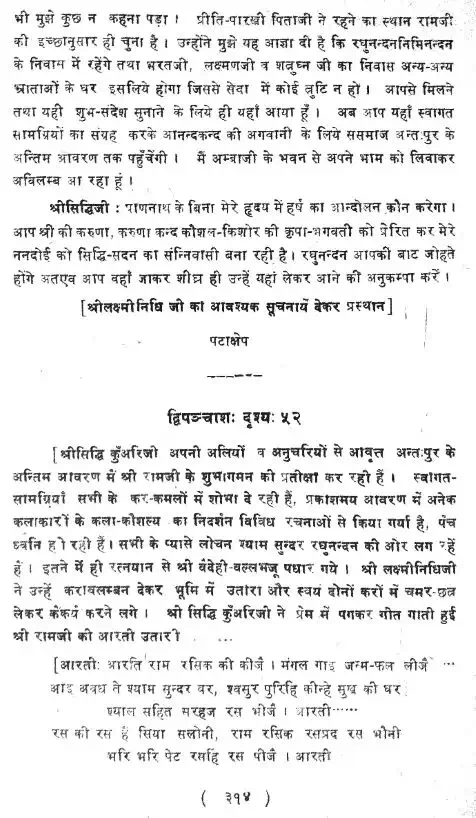 भी मुझे कुछ न कहना पड़ा। प्रीति-पारखी पिताजी ने रहने का स्थान रामजी
की इच्छानुसार ही चुना है। उन्होंने मुझे यह आज्ञा दी है कि रघुनन्दननिमिनन्दन
के निवास में रहेंगे तथा भरतजी, लक्ष्मणजी व शत्रुघ्न जी का निवास अन्य-अन्य
भ्राताओं के घर इसलिये होगा जिससे सेवा में कोई त्रुटि न हो। आपसे मिलने
तथा यही शुभ-संदेश सुनाने के लिये ही यहाँ आया हूँ। अब आप यहाँ स्वागत
सामग्रियों का संग्रह करके आनन्दकन्द की अगवानी के लिये ससमाज अन्तःपुर के
अन्तिम आवरण तक पहुँचेंगी। मैं अम्बाजी के भवन से अपने भाम को लिवाकर
अविलम्ब आ रहा हूं।
श्रीसिद्धिजी : प्राणनाथ के बिना मेरे हृदय में हर्ष का आन्दोलन कौन करेगा।
आप श्री की करुणा, करुणा कन्द कौशल-किशोर की कृपा-भगवती को प्रेरित कर मेरे
ननदोई को सिद्धि-सदन का संन्निवासी बना रही है। रघुनन्दन आपकी बाट जोहते
होंगे अतएव आप वहाँ जाकर शीघ्र ही उन्हें यहां लेकर आने की अनुकम्पा करें।
[श्रीलक्ष्मीनिधि जी का आवश्यक सूचनायें देकर प्रस्थान]
पटाक्षेप
द्विपञ्चाशः दृश्यः ५२
[श्रीसिद्धि कुँअरिजी अपनी अलियों व अनुचरियों से आवृत्त अन्तःपुर के
अन्तिम आवरण में श्री रामजी के शुभागमन की प्रतीक्षा कर रही हैं। स्वागत-
सामग्रियाँ सभी के कर-कमलों में शोभा दे रही हैं, प्रकाशमय आवरण में अनेक
कलाकारों के कला-कौशल्य का निदर्शन विविध रचनाओं से किया गया है, पंच
ध्वनि हो रही हैं। सभी के प्यासे लोचन श्याम सुन्दर रघुनन्दन की ओर लग रहें
हैं। इतने में ही रत्नयान से श्री वैदेही-वल्लभजू पधार गये। श्री लक्ष्मीनिधिजी
ने उन्हें करावलम्बन देकर भूमि में उतारा और स्वयं दोनों करों में चमर-छत्र
लेकर कैंकर्य करने लगे। श्री सिद्धि कुँअरिजी ने प्रेम में पगकर गीत गाती हुई
श्री रामजी की आरती उतारी ... ....
[आरतीः आरति राम रसिक की कीजै। मंगल गाइ जन्म-फल लीजै
आइ अवध ते श्याम सुन्दर वर, श्वसुर पुरिहि कीन्हे सुख की घर
श्याल सहित सरहज रस भीजै। आरती......
रस की रस हैं सिया सलोनी, राम रसिक रसप्रद रस भौनी
भरि भरि पेट रसहिं रस पीजै। आरती
( ३१४ )